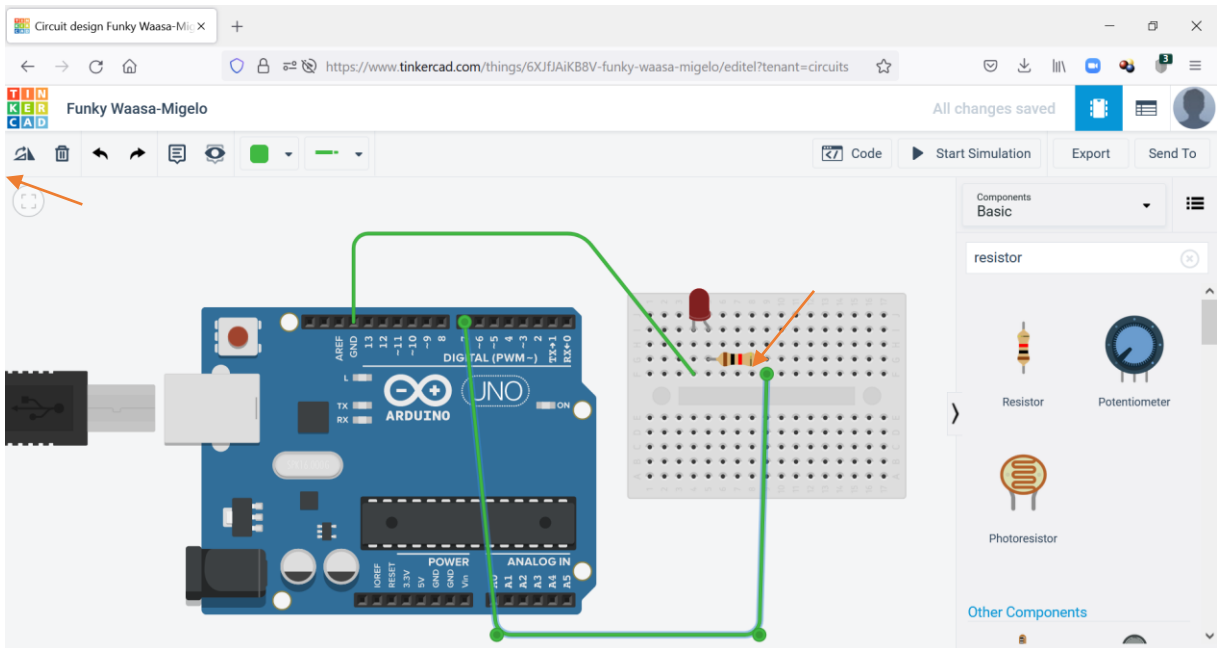 Circuit design Funky Waasa-Mig
https://www.tinkercad.com/things/6XJfJAiKB8V-funky-waasa-migelo/editel?tenant=circuits
3
TIN
KER
CAD
Funky Waasa-Migelo
All changes saved
Code
Start Simulation
Export
Send To
Components
Basic
resistor
Resistor
Potentiometer
Photoresistor
Other Components
AREF
GND
13
12
~11
~10
~9
8
7
~6
~5
4
~3
2
TX→1
RX←0
DIGITAL (PWM~)
L
TX
RX
ARDUINO
UNO
ON
POWER
ANALOG IN
IOREF
RESET
3.3V
5V
GND
GND
Vin
A0
A1
A2
A3
A4
A5